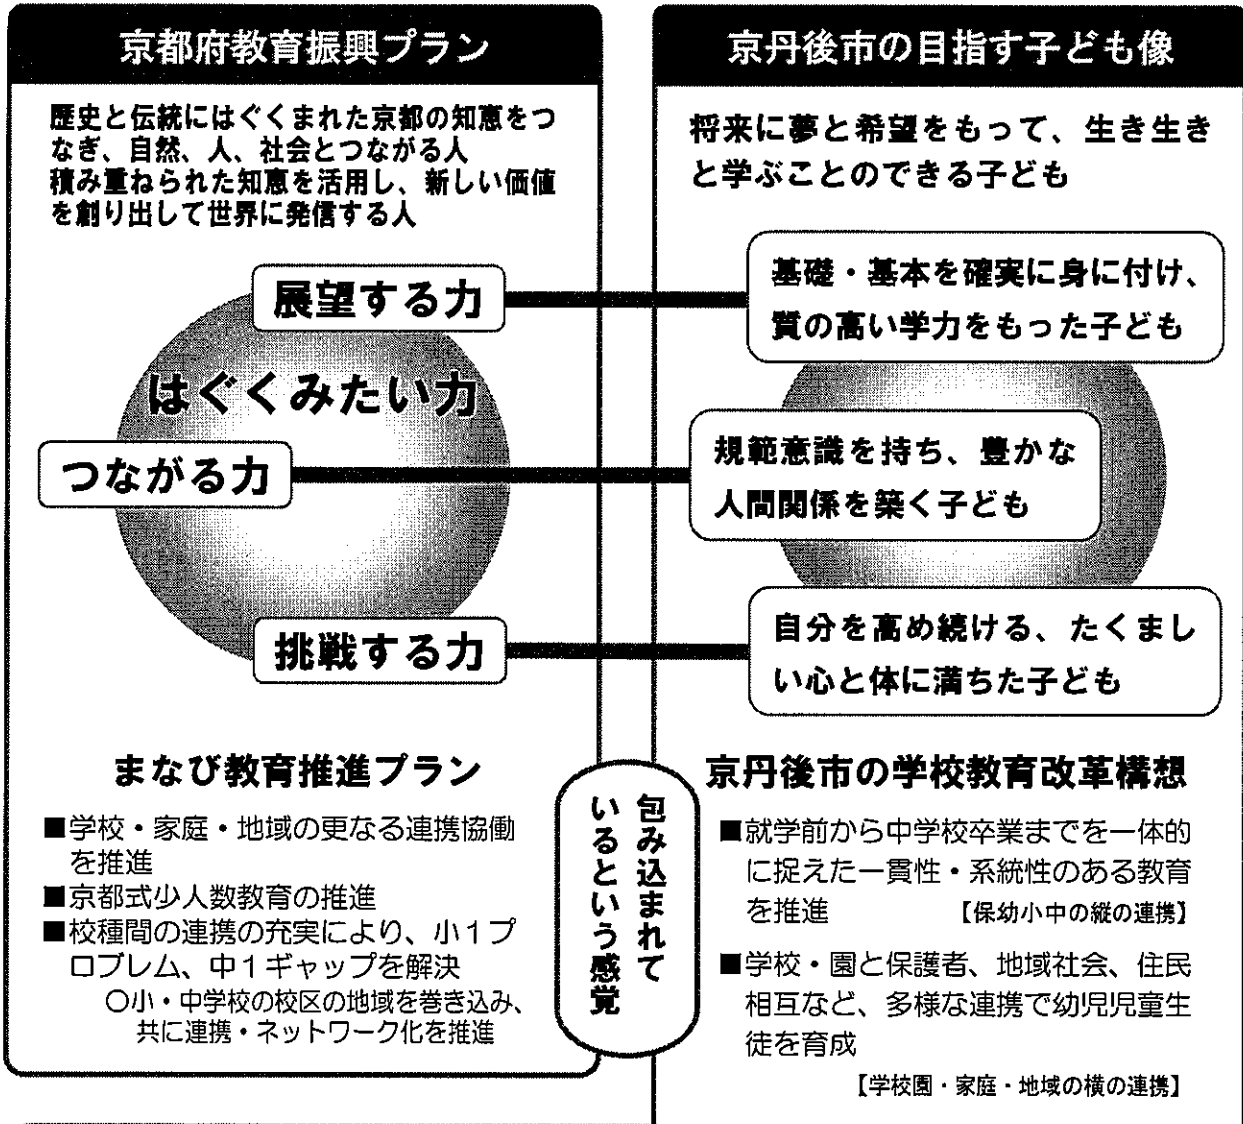 京都府教育振興プラン
歴史と伝統にはぐくまれた京都の知恵をつ
なぎ、自然、人、社会とつながる人
積み重ねられた知恵を活用し、新しい価値
を創り出して世界に発信する人
展望する力
はぐくみたい力
つながる力
挑戦する力
まなび教育推進プラン
■学校・家庭・地域の更なる連携協働
を推進
■京都式少人数教育の推進
■校種間の連携の充実により、小1プ
ロブレム、中1ギャップを解決
○小・中学校の校区の地域を巻き込み、
共に連携・ネットワーク化を推進
包み込まれて
いるという感覚
京丹後市の目指す子ども像
将来に夢と希望をもって、生き生き
と学ぶことのできる子ども
基礎・基本を確実に身に付け、
質の高い学力をもった子ども
規範意識を持ち、豊かな
人間関係を築く子ども
自分を高め続ける、たくまし
い心と体に満ちた子ども
京丹後市の学校教育改革構想
■就学前から中学校卒業までを一体的
に捉えた一貫性・系統性のある教育
を推進 【保幼小中の縦の連携】
■学校・園と保護者、地域社会、住民
相互など、多様な連携で幼児児童生
徒を育成
【学校園・家庭・地域の横の連携】